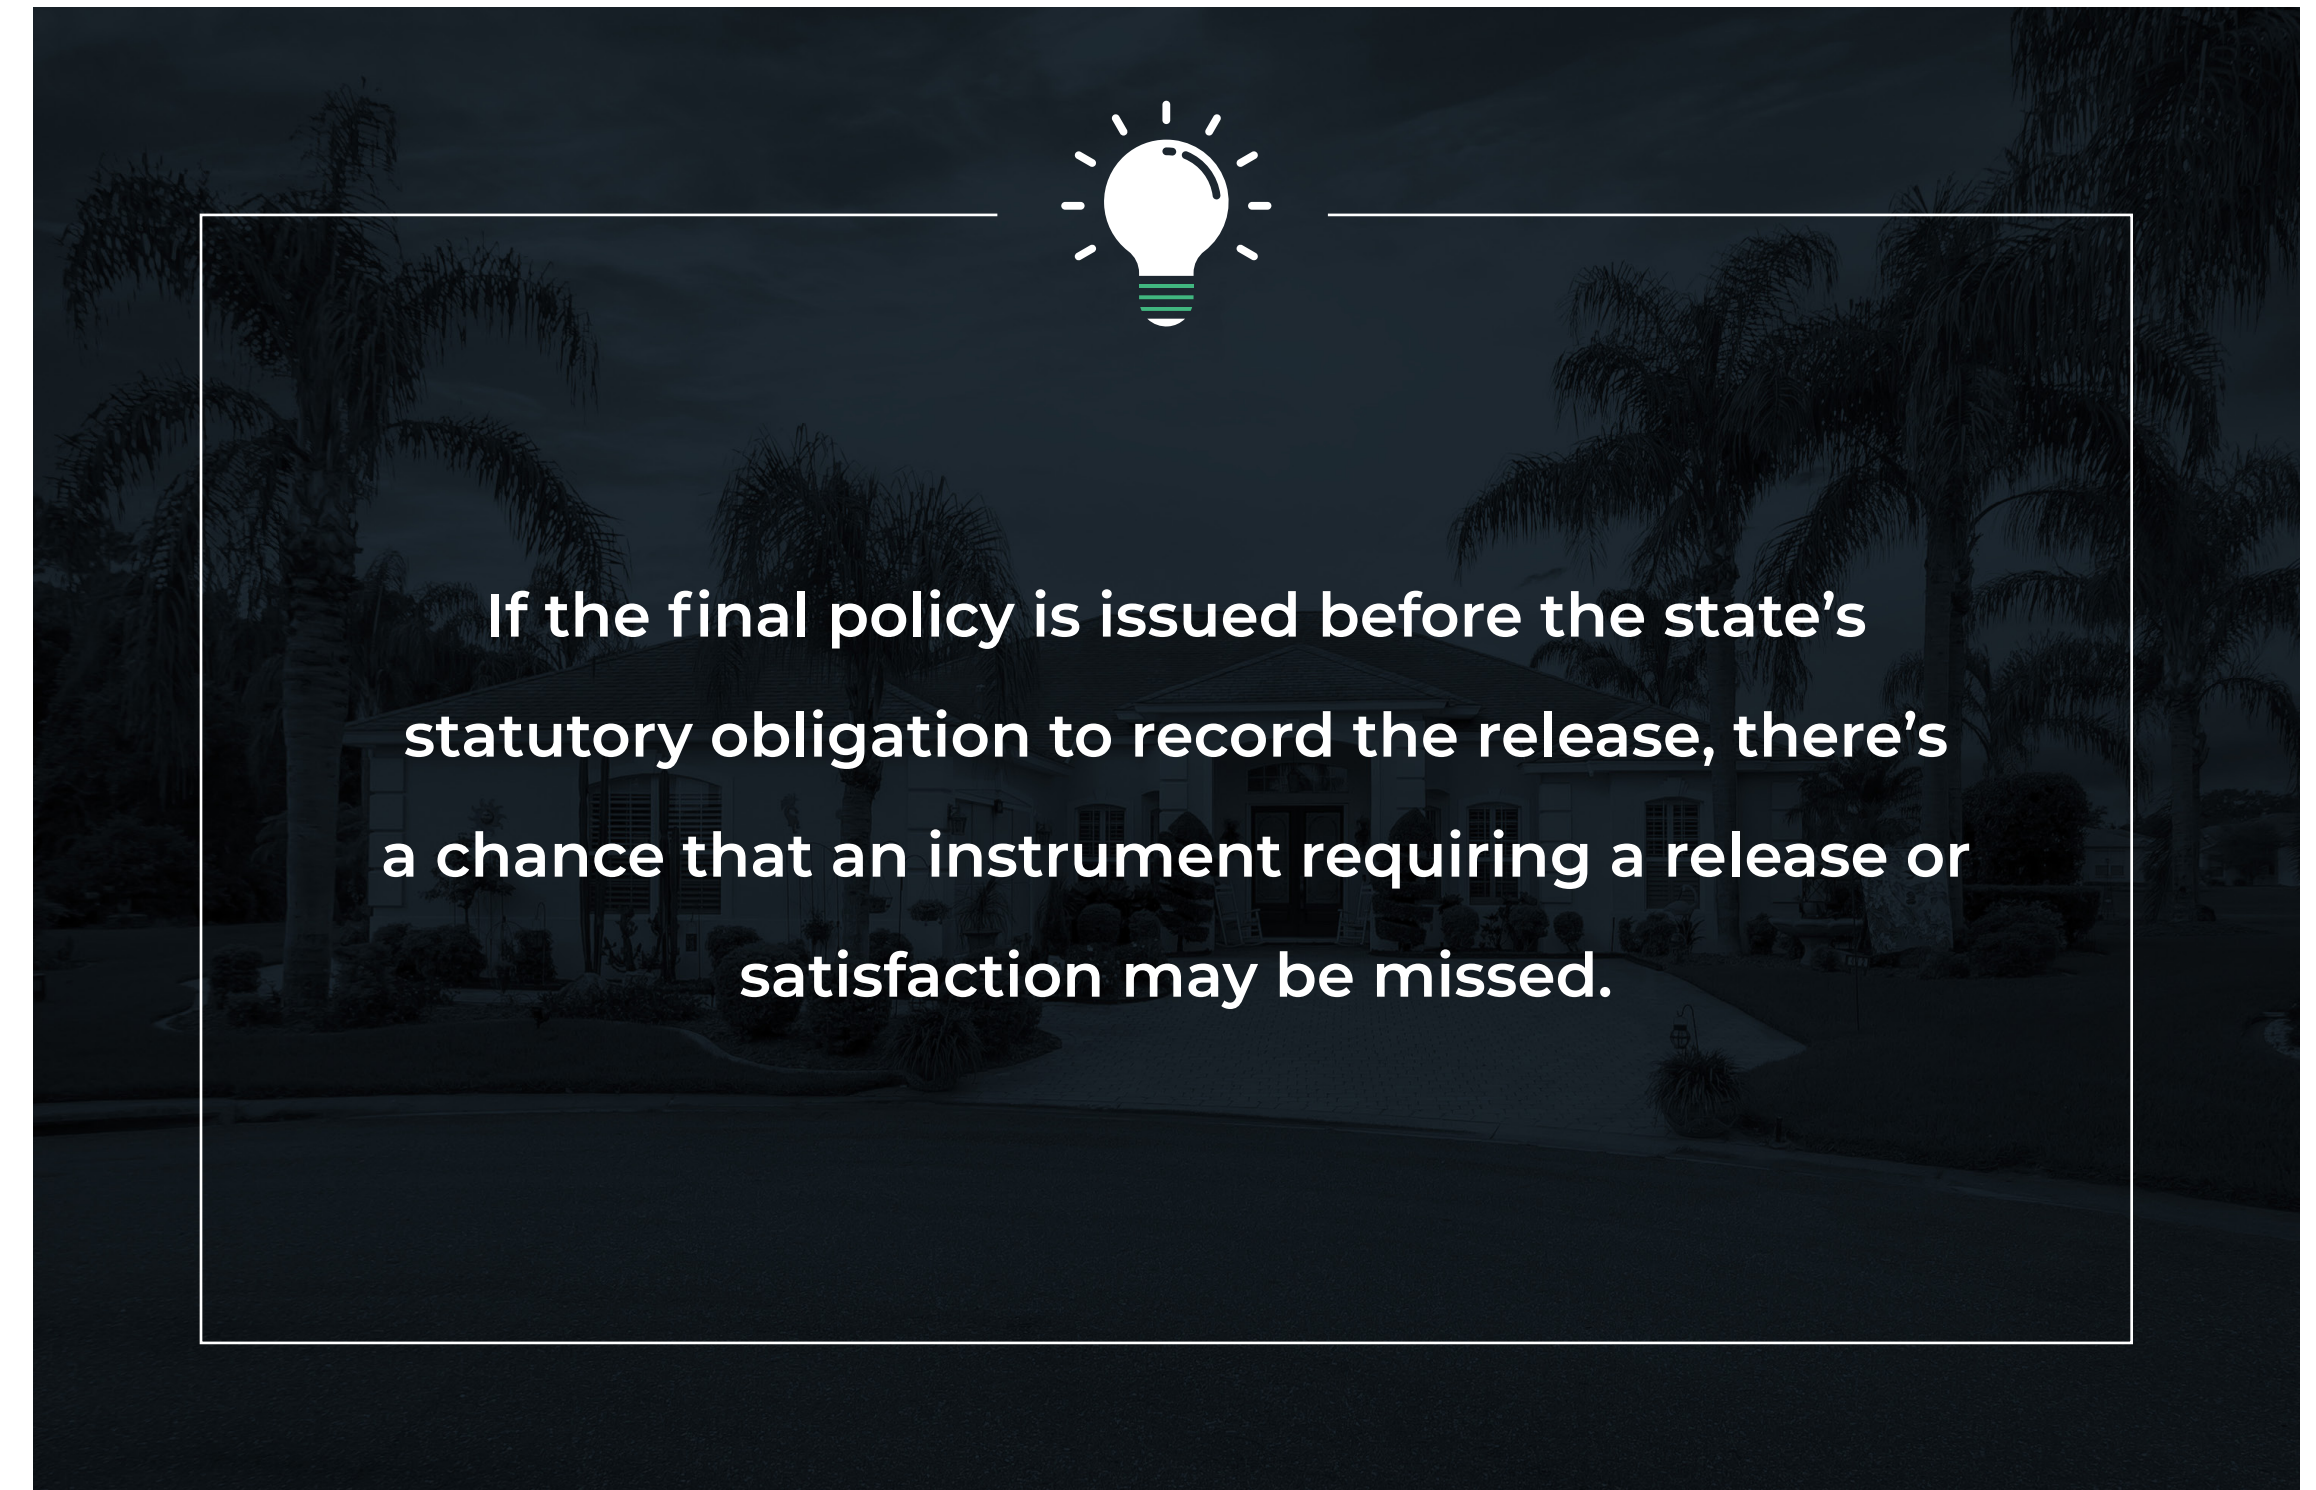 If the final policy is issued before the state’s
statutory obligation to record the release, there’s
a chance that an instrument requiring a release or
satisfaction may be missed.